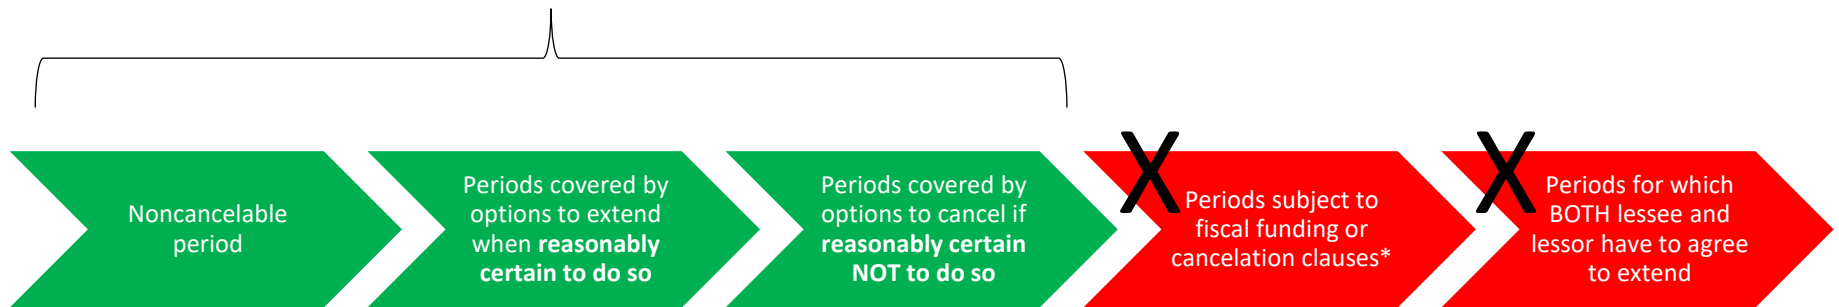 Noncancelable
period
Periods covered by
options to extend
when reasonably
certain to do so
Periods covered by
options to cancel if
reasonably certain
NOT to do so
X
Periods subject to
fiscal funding or
cancelation clauses*
X
Periods for which
BOTH lessee and
lessor have to agree
to extend